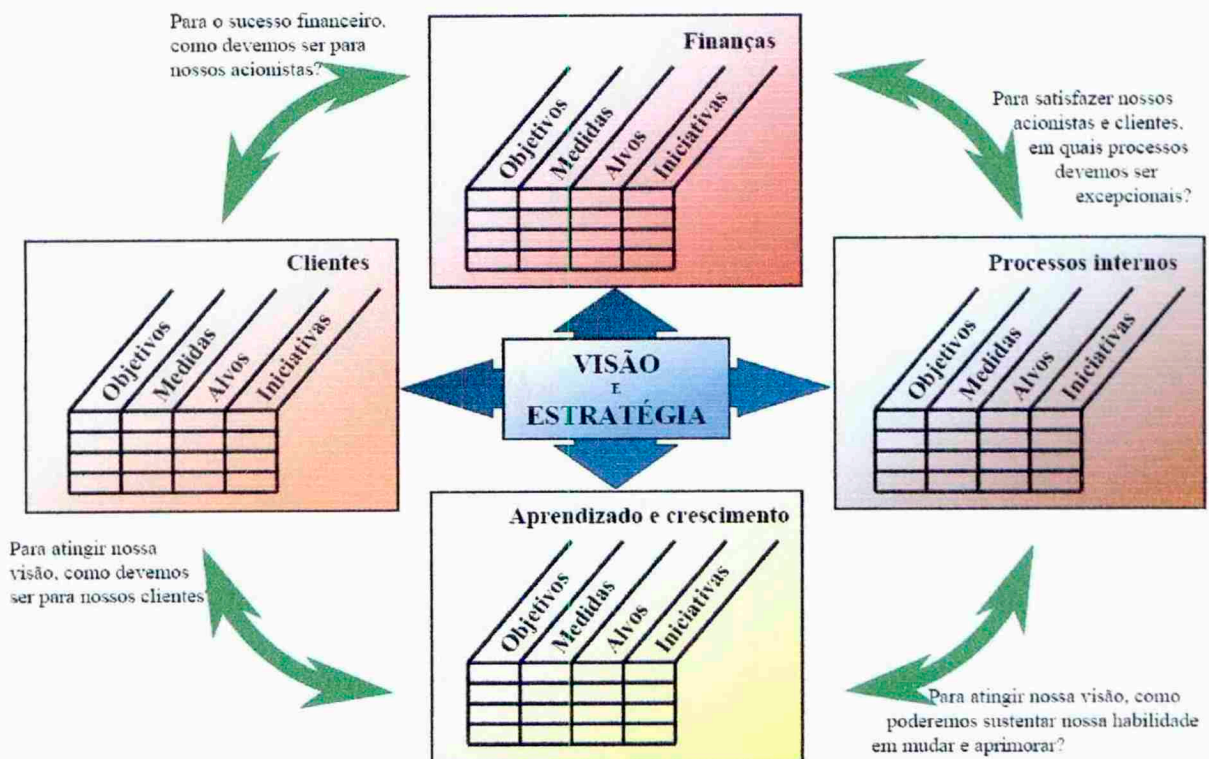 Para o sucesso financeiro,
como devemos ser para
nossos acionistas?
Finanças
Objetivos
Medidas
Alvos
Iniciativas
Para satisfazer nossos
acionistas e clientes,
em quais processos
devemos ser
excepcionais?
Clientes
Objetivos
Medidas
Alvos
Iniciativas
VISÃO
E
ESTRATÉGIA
Processos internos
Objetivos
Medidas
Alvos
Iniciativas
Para atingir nossa
visão, como devemos
ser para nossos clientes
Aprendizado e crescimento
Objetivos
Medidas
Alvos
Iniciativas
Para atingir nossa visão, como
poderemos sustentar nossa habilidade
em mudar e aprimorar?